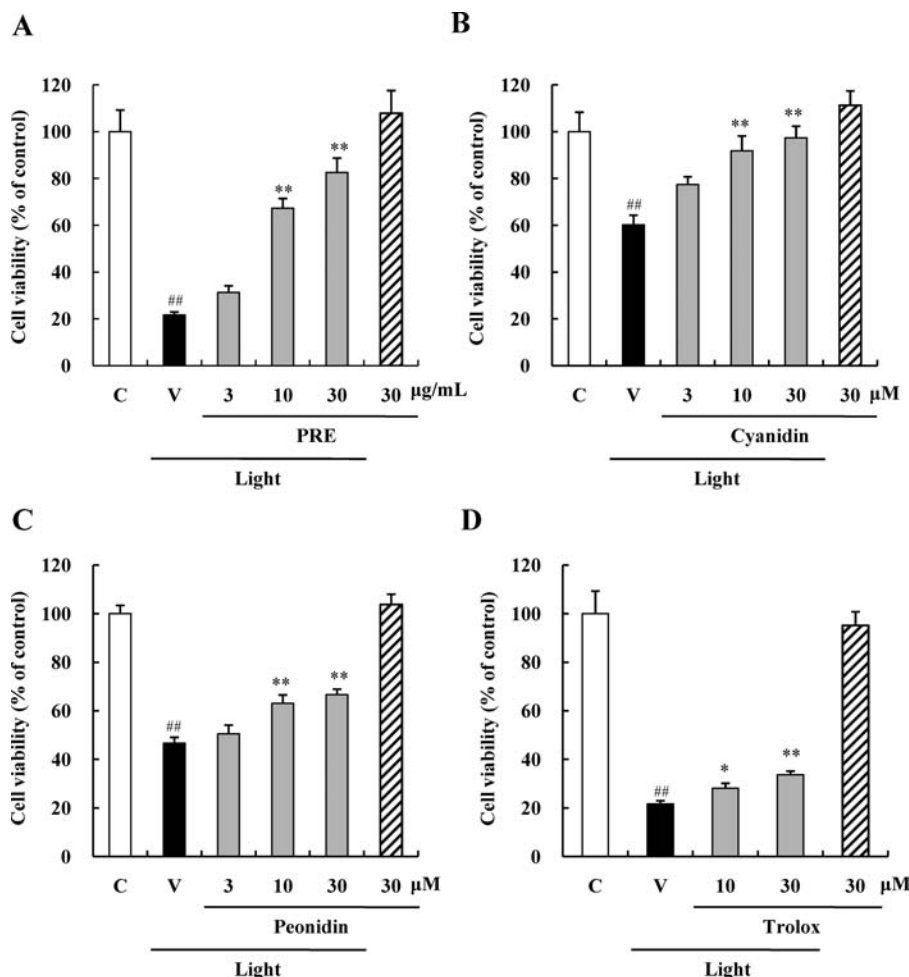 A
Cell viability (% of control)
120
100
80
60
40
20
0
##
**
**
C V 3 10 30 30 µg/mL
PRE
Light
B
Cell viability (% of control)
120
100
80
60
40
20
0
##
**
**
C V 3 10 30 30 µM
Cyanidin
Light
C
Cell viability (% of control)
120
100
80
60
40
20
0
##
**
**
C V 3 10 30 30 µM
Peonidin
Light
D
Cell viability (% of control)
120
100
80
60
40
20
0
##
*
**
C V 10 30 30 µM
Trolox
Light